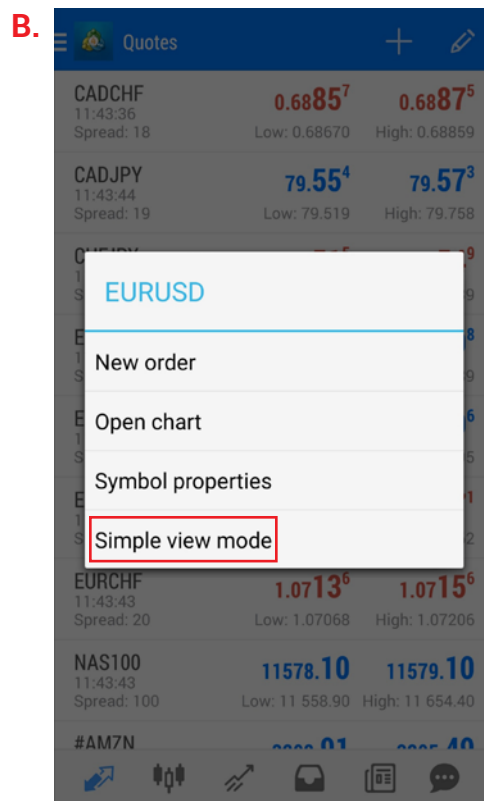 B.
Quotes
CADCHF 0.68857 0.68875
11:43:36
Spread: 18 Low: 0.68670 High: 0.68859
CADJPY 79.554 79.573
11:43:44
Spread: 19 Low: 79.519 High: 79.758
EURUSD
New order
Open chart
Symbol properties
Simple view mode
EURCHF 1.07136 1.07156
11:43:43
Spread: 20 Low: 1.07068 High: 1.07206
NAS100 11578.10 11579.10
11:43:43
Spread: 100 Low: 11 558.90 High: 11 654.40
#AMZN